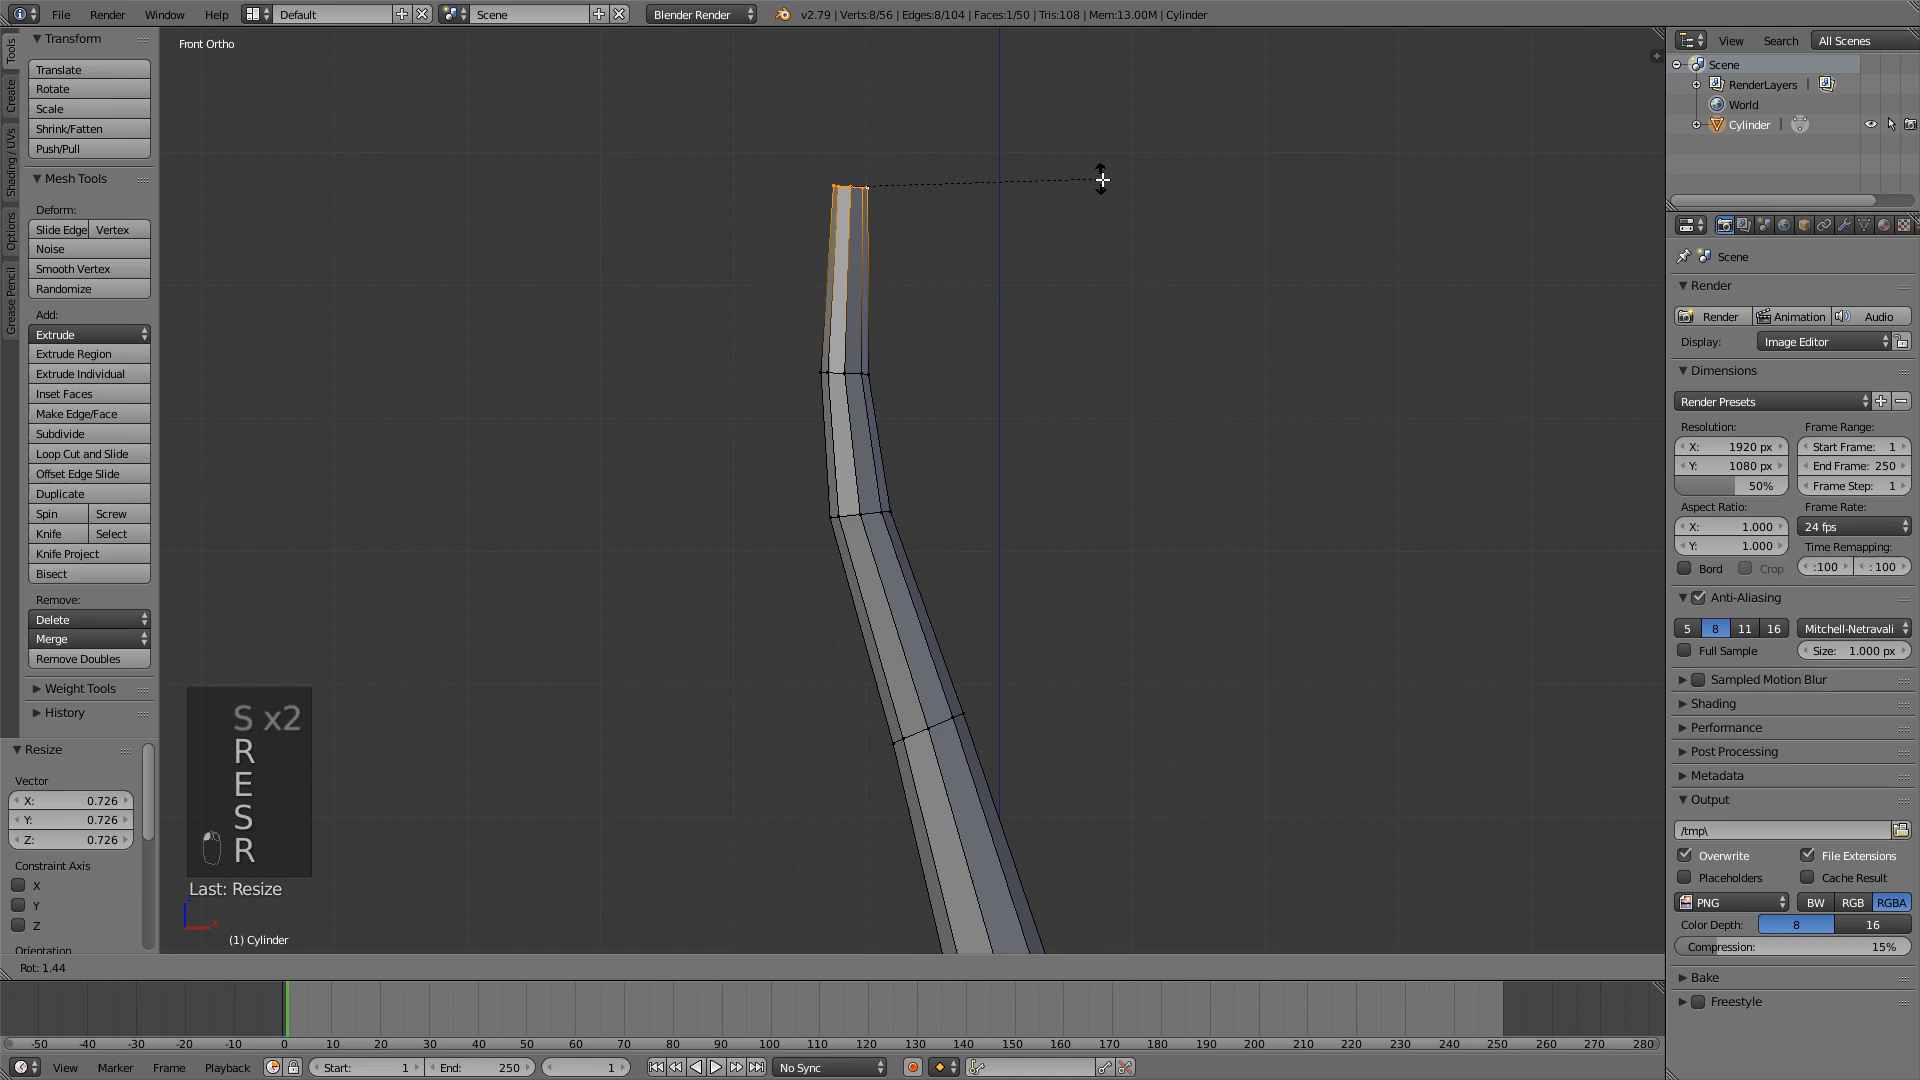 File Render Window Help Default Scene Blender Render v2.79 | Verts:8/56 | Edges:8/104 | Faces:1/50 | Tris:108 | Mem:13.00M | Cylinder
Tools
Create
Shading / UVs
Options
Grease Pencil
Transform
Translate
Rotate
Scale
Shrink/Fatten
Push/Pull
Mesh Tools
Deform:
Slide Edge Vertex
Noise
Smooth Vertex
Randomize
Add:
Extrude
Extrude Region
Extrude Individual
Inset Faces
Make Edge/Face
Subdivide
Loop Cut and Slide
Offset Edge Slide
Duplicate
Spin Screw
Knife Select
Knife Project
Bisect
Remove:
Delete
Merge
Remove Doubles
Weight Tools
History
Resize
Vector
X: 0.726
Y: 0.726
Z: 0.726
Constraint Axis
X
Y
Z
Orientation
Front Ortho
S x2
R
E
S
R
Last: Resize
x
(1) Cylinder
Rot: 1.44
-50 -40 -30 -20 -10 0 10 20 30 40 50 60 70 80 90 100 110 120 130 140 150 160 170 180 190 200 210 220 230 240 250 260 270 280
View Marker Frame Playback Start: 1 End: 250 1 No Sync
View Search All Scenes
Scene
RenderLayers |
World
Cylinder |
Scene
Render
Render Animation Audio
Display: Image Editor
Dimensions
Render Presets
Resolution: Frame Range:
X: 1920 px Start Frame: 1
Y: 1080 px End Frame: 250
50% Frame Step: 1
Aspect Ratio: Frame Rate:
X: 1.000 24 fps
Y: 1.000 Time Remapping:
Bord Crop :100 : 100
Anti-Aliasing
5 8 11 16 Mitchell-Netravali
Full Sample Size: 1.000 px
Sampled Motion Blur
Shading
Performance
Post Processing
Metadata
Output
/tmp\
Overwrite File Extensions
Placeholders Cache Result
PNG BW RGB RGBA
Color Depth: 8 16
Compression: 15%
Bake
Freestyle